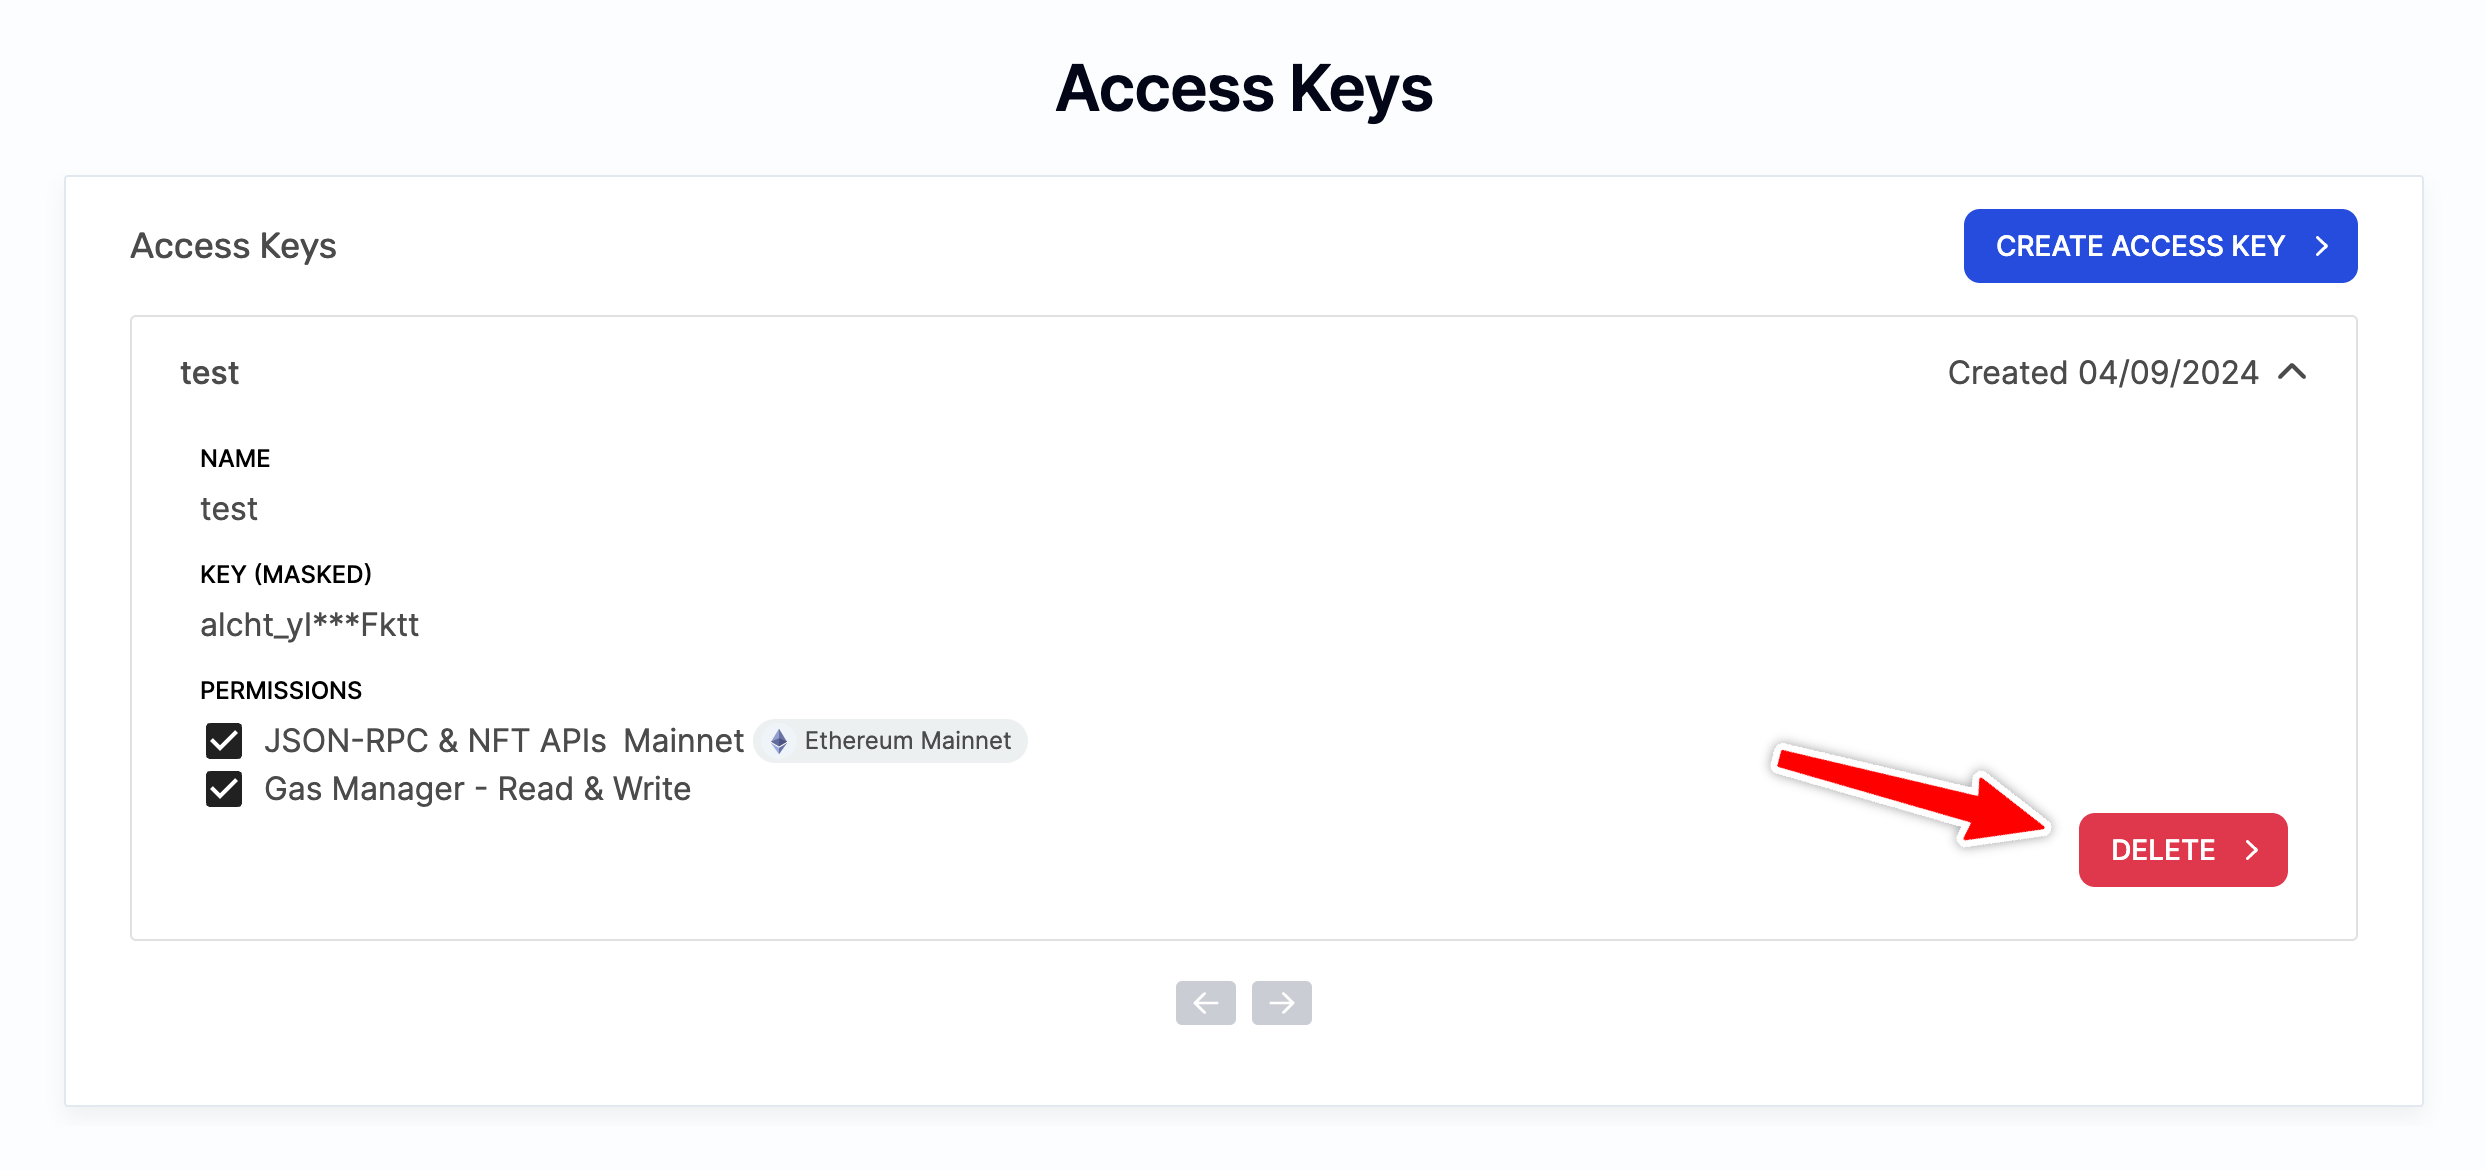 Access Keys
Access Keys
CREATE ACCESS KEY
test
Created 04/09/2024
NAME
test
KEY (MASKED)
alcht_yl***Fktt
PERMISSIONS
JSON-RPC & NFT APIs Mainnet Ethereum Mainnet
Gas Manager - Read & Write
DELETE